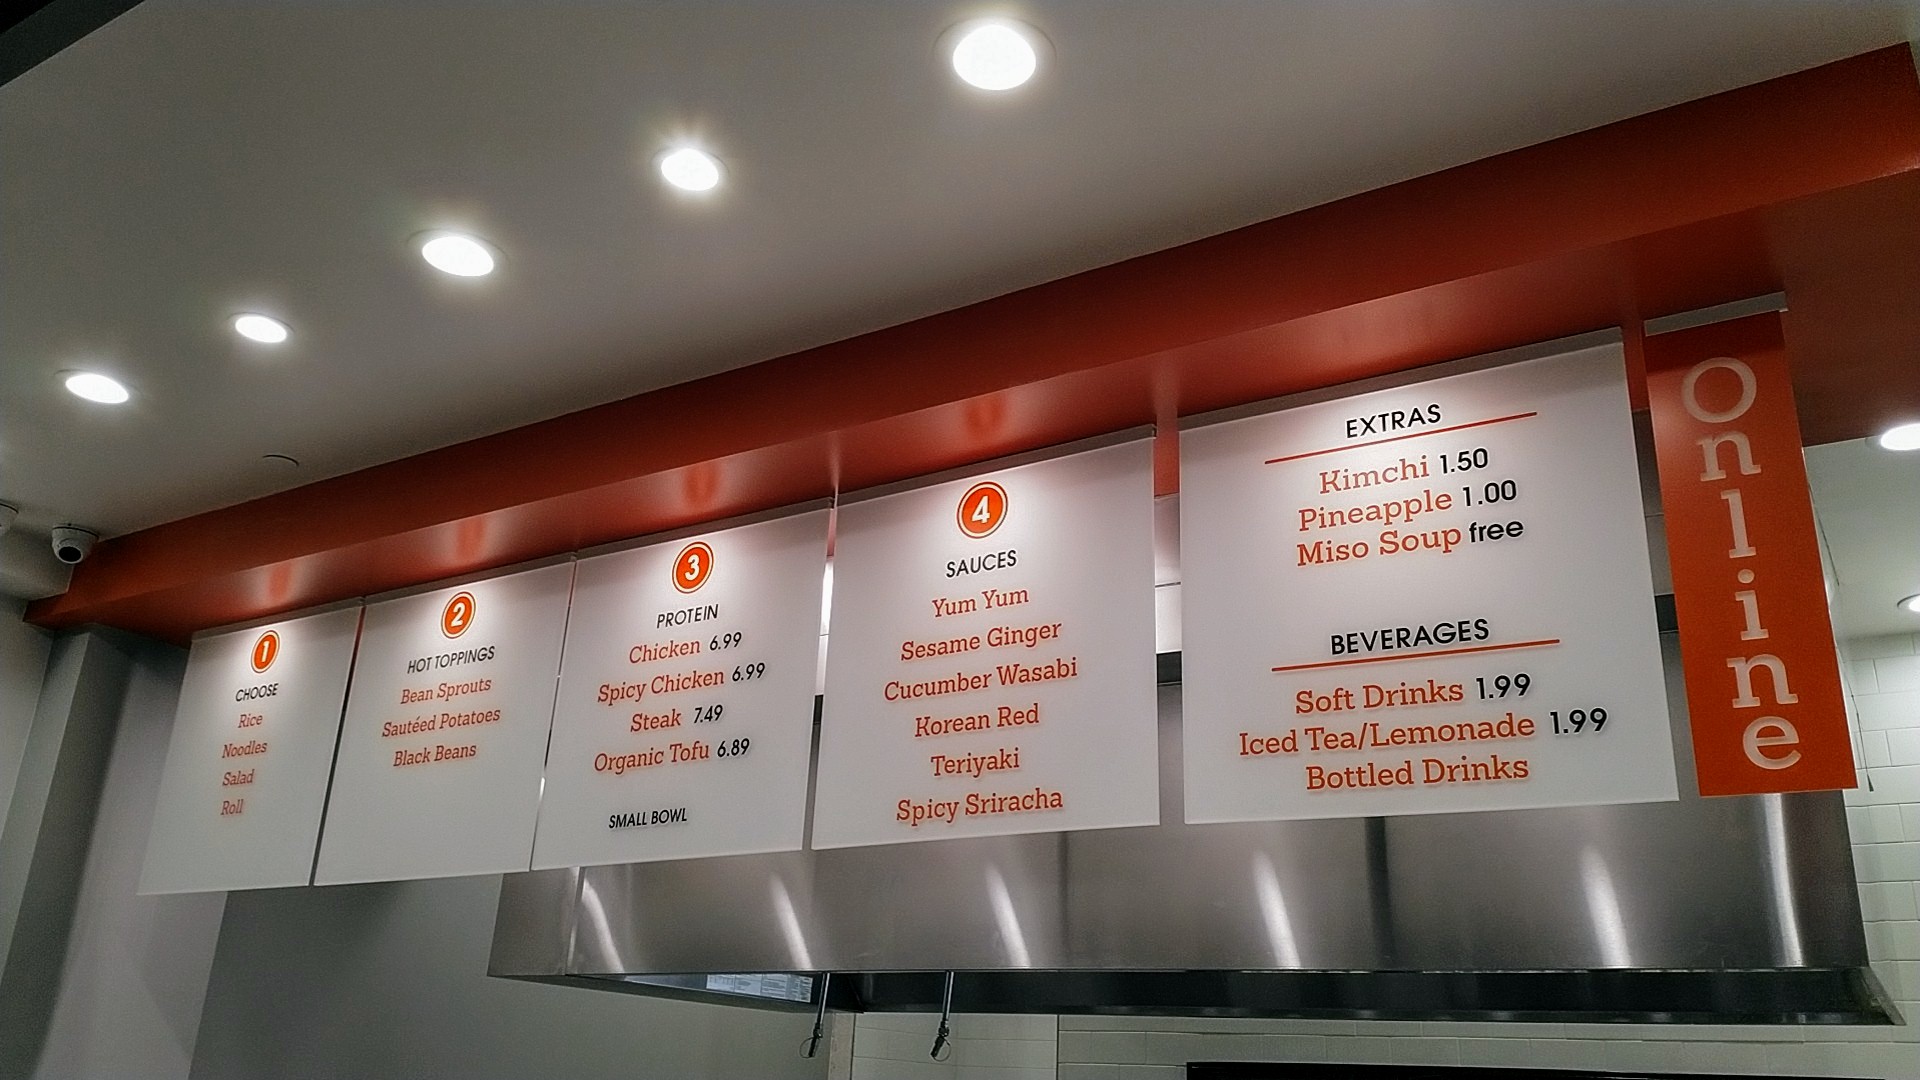 1
CHOOSE
Rice
Noodles
Salad
Roll
2
HOT TOPPINGS
Bean Sprouts
Sautéed Potatoes
Black Beans
3
PROTEIN
Chicken 6.99
Spicy Chicken 6.99
Steak 7.49
Organic Tofu 6.89
SMALL BOWL
4
SAUCES
Yum Yum
Sesame Ginger
Cucumber Wasabi
Korean Red
Teriyaki
Spicy Sriracha
EXTRAS
Kimchi 1.50
Pineapple 1.00
Miso Soup free
BEVERAGES
Soft Drinks 1.99
Iced Tea/Lemonade 1.99
Bottled Drinks
Online